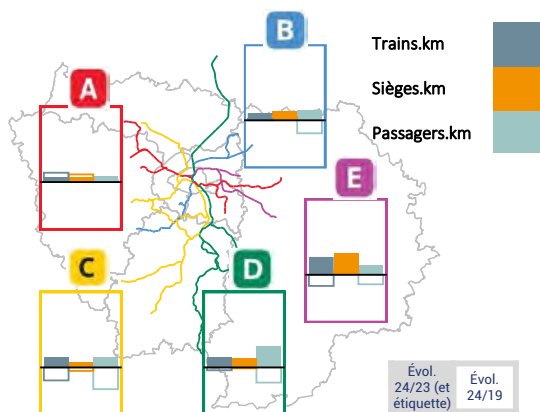 A
B
Trains.km
Sièges.km
Passagers.km
E
C
D
Évol.
24/23 (et
étiquette)
Évol.
24/19